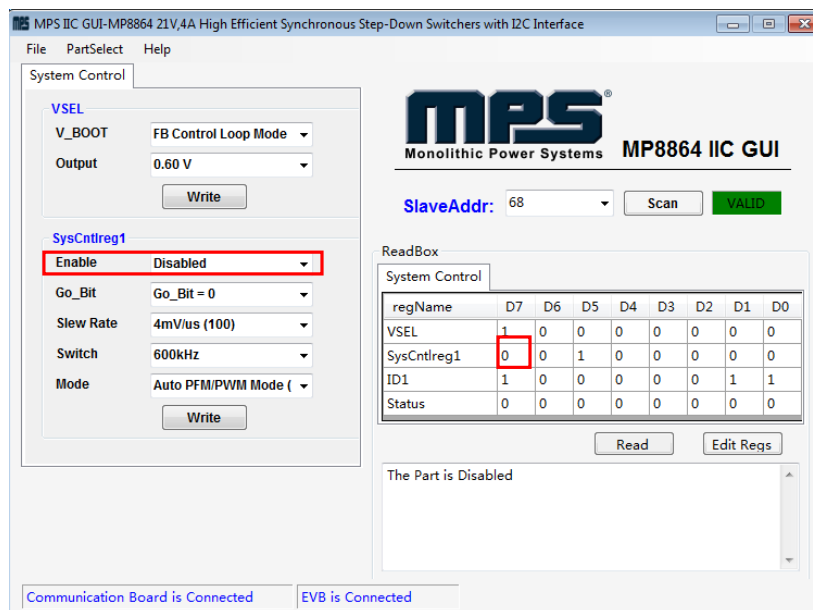 MPS IIC GUI-MP8864 21V,4A High Efficient Synchronous Step-Down Switchers with I2C Interface
File PartSelect Help
System Control
VSEL
V_BOOT FB Control Loop Mode
Output 0.60 V
Write
SysCntlreg1
Enable Disabled
Go_Bit Go_Bit = 0
Slew Rate 4mV/us (100)
Switch 600kHz
Mode Auto PFM/PWM Mode (
Write
mps®
Monolithic Power Systems MP8864 IIC GUI
SlaveAddr: 68 Scan VALID
ReadBox
System Control
regName D7 D6 D5 D4 D3 D2 D1 D0
VSEL 1 0 0 0 0 0 0 0
SysCntlreg1 0 0 1 0 0 0 0 0
ID1 1 0 0 0 0 0 1 1
Status 0 0 0 0 0 0 0 0
Read Edit Regs
The Part is Disabled
Communication Board is Connected EVB is Connected